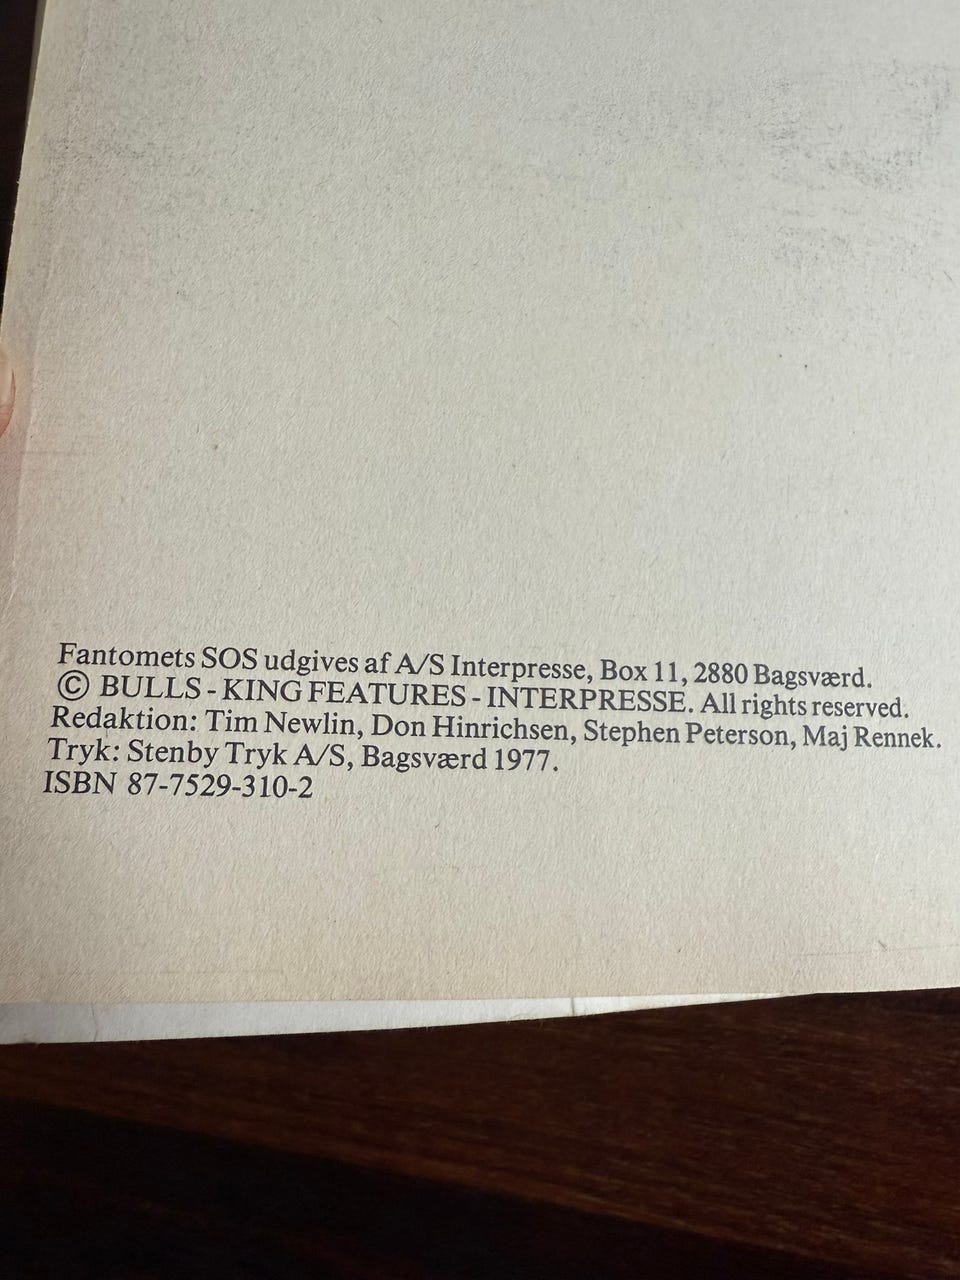 Fantomets SOS udgives af A/S Interpresse, Box 11, 2880 Bagsværd.
© BULLS - KING FEATURES - INTERPRESSE. All rights reserved.
Redaktion: Tim Newlin, Don Hinrichsen, Stephen Peterson, Maj Rennek.
Tryk: Stenby Tryk A/S, Bagsværd 1977.
ISBN 87-7529-310-2